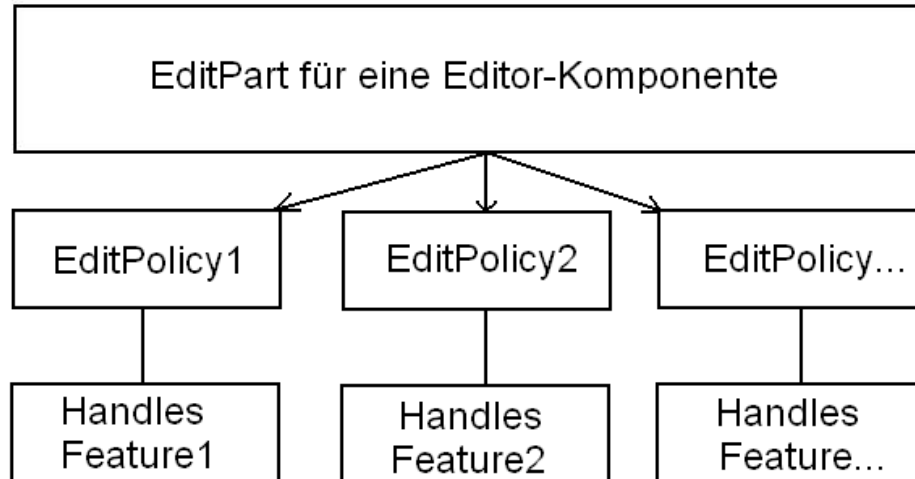 EditPart für eine Editor-Komponente
EditPolicy1
EditPolicy2
EditPolicy...
Handles
Feature1
Handles
Feature2
Handles
Feature...